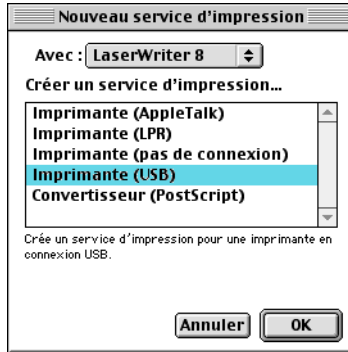 Nouveau service d'impression
Avec : LaserWriter 8
Créer un service d'impression...
Imprimante (AppleTalk)
Imprimante (LPR)
Imprimante (pas de connexion)
Imprimante (USB)
Convertisseur (PostScript)
Crée un service d'impression pour une imprimante en
connexion USB.
Annuler OK